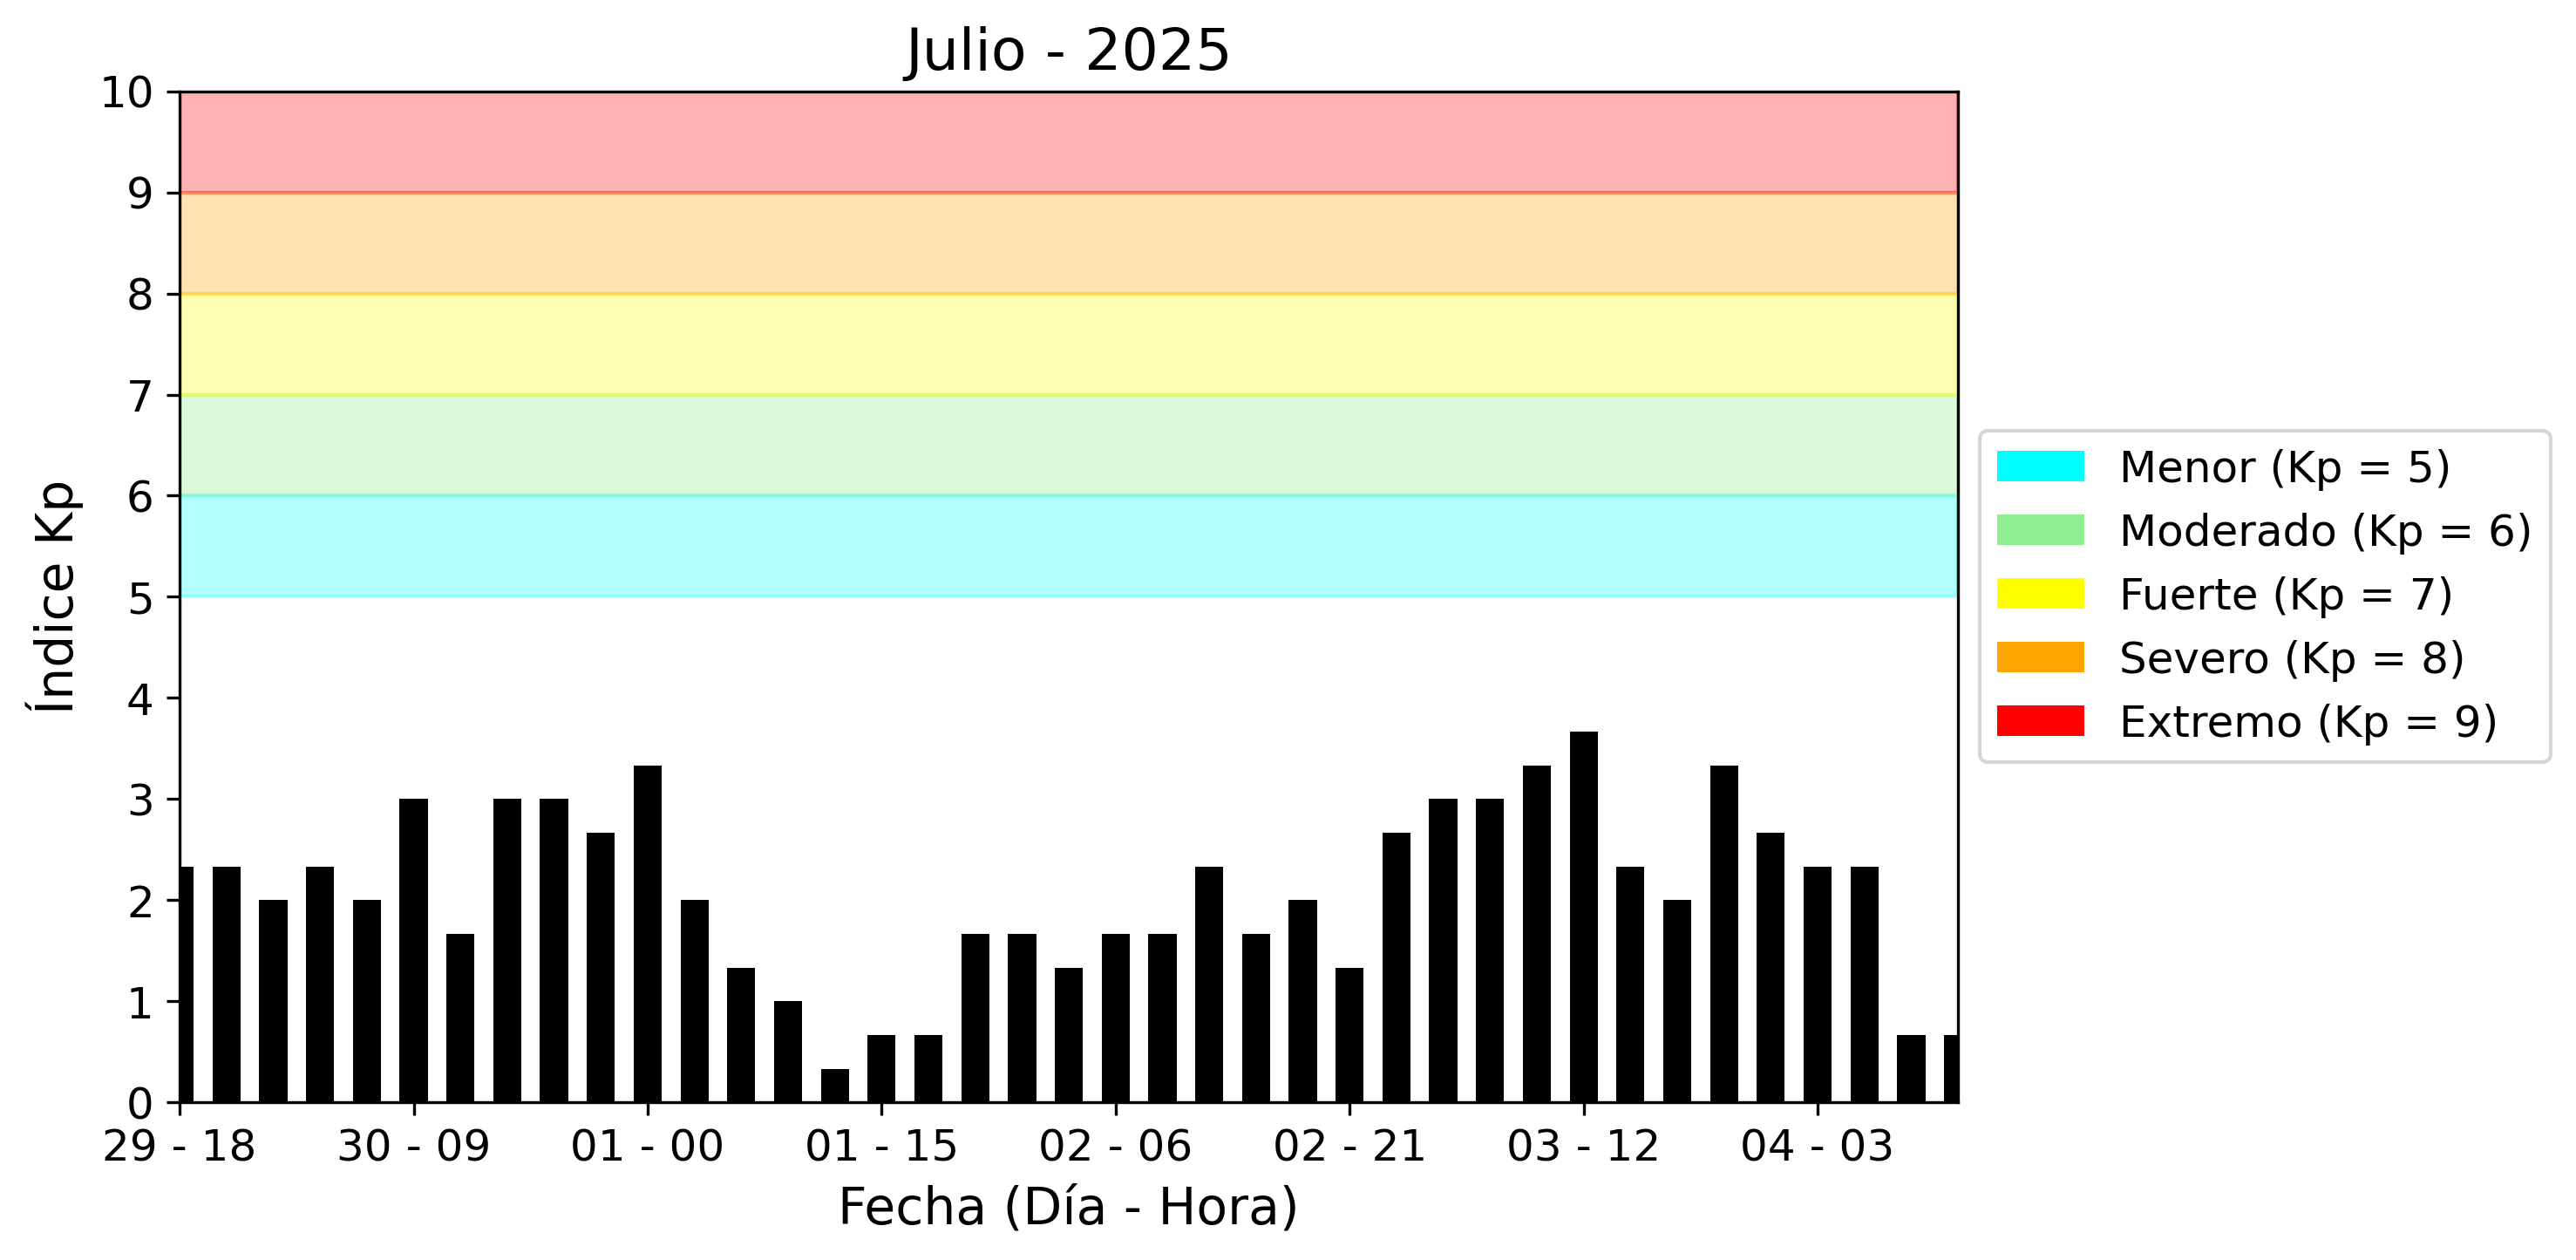 Julio - 2025
Índice Kp
10
9
8
7
6
5
4
3
2
1
0
29 - 18
30 - 09
01 - 00
01 - 15
02 - 06
02 - 21
03 - 12
04 - 03
Fecha (Día - Hora)
Menor (Kp = 5)
Moderado (Kp = 6)
Fuerte (Kp = 7)
Severo (Kp = 8)
Extremo (Kp = 9)